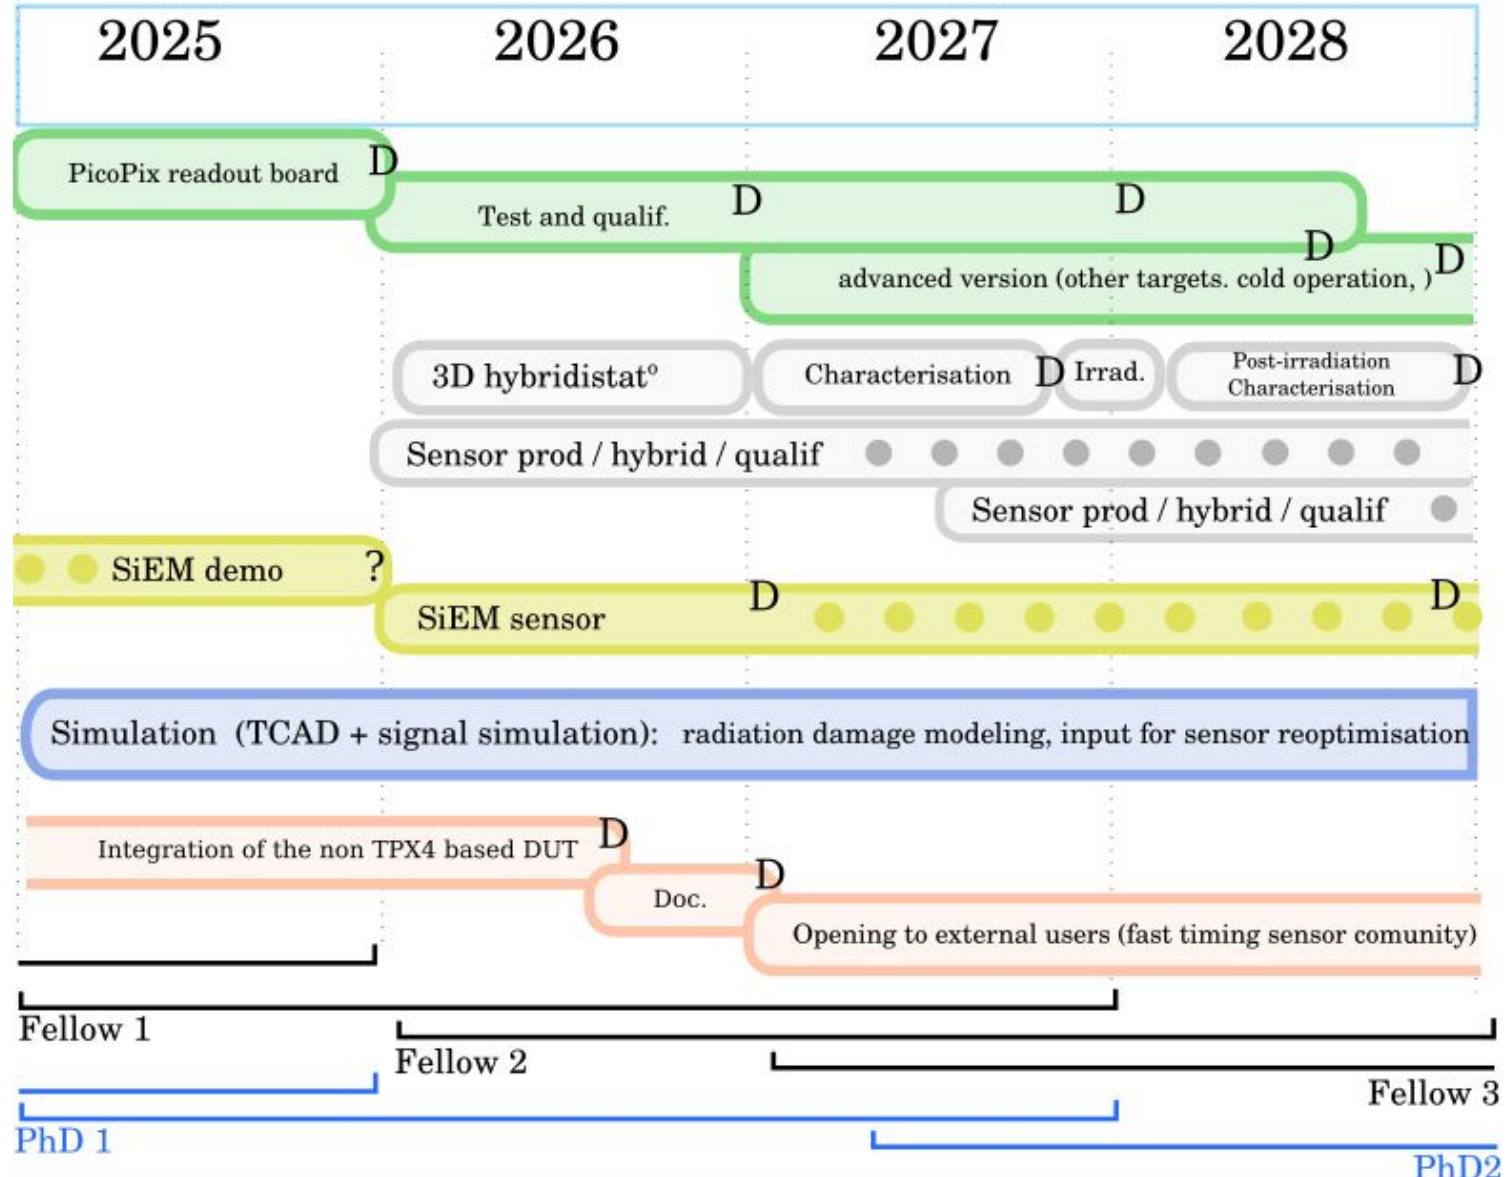 2025 2026 2027 2028
PicoPix readout board D
Test and qualif. D D
D
advanced version (other targets. cold operation, ) D
3D hybridistatº Characterisation D Irrad. Post-irradiation
Characterisation D
Sensor prod / hybrid / qualif
Sensor prod / hybrid / qualif
SiEM demo ?
SiEM sensor D D
Simulation (TCAD + signal simulation): radiation damage modeling, input for sensor reoptimisation
Integration of the non TPX4 based DUT D
Doc. D
Opening to external users (fast timing sensor comunity)
Fellow 1
Fellow 2
Fellow 3
PhD 1
PhD2